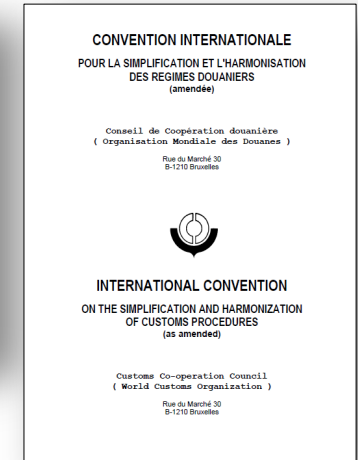 CONVENTION INTERNATIONALE
POUR LA SIMPLIFICATION ET L'HARMONISATION
DES REGIMES DOUANIERS
(amendée)
Conseil de Coopération douanière
( Organisation Mondiale des Douanes )
Rue du Marché 30
B-1210 Bruxelles
INTERNATIONAL CONVENTION
ON THE SIMPLIFICATION AND HARMONIZATION
OF CUSTOMS PROCEDURES
(as amended)
Customs Co-operation Council
( World Customs Organization )
Rue du Marché 30
B-1210 Bruxelles